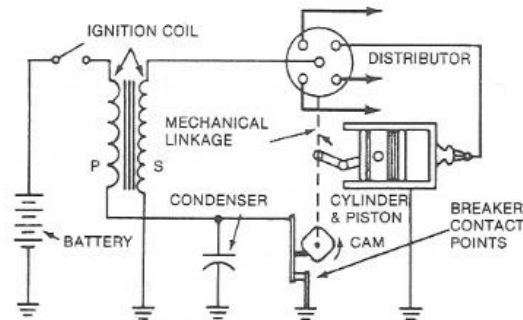 IGNITION COIL
DISTRIBUTOR
MECHANICAL
LINKAGE
P
S
CONDENSER
CYLINDER
& PISTON
BREAKER
CONTACT
POINTS
BATTERY
CAM